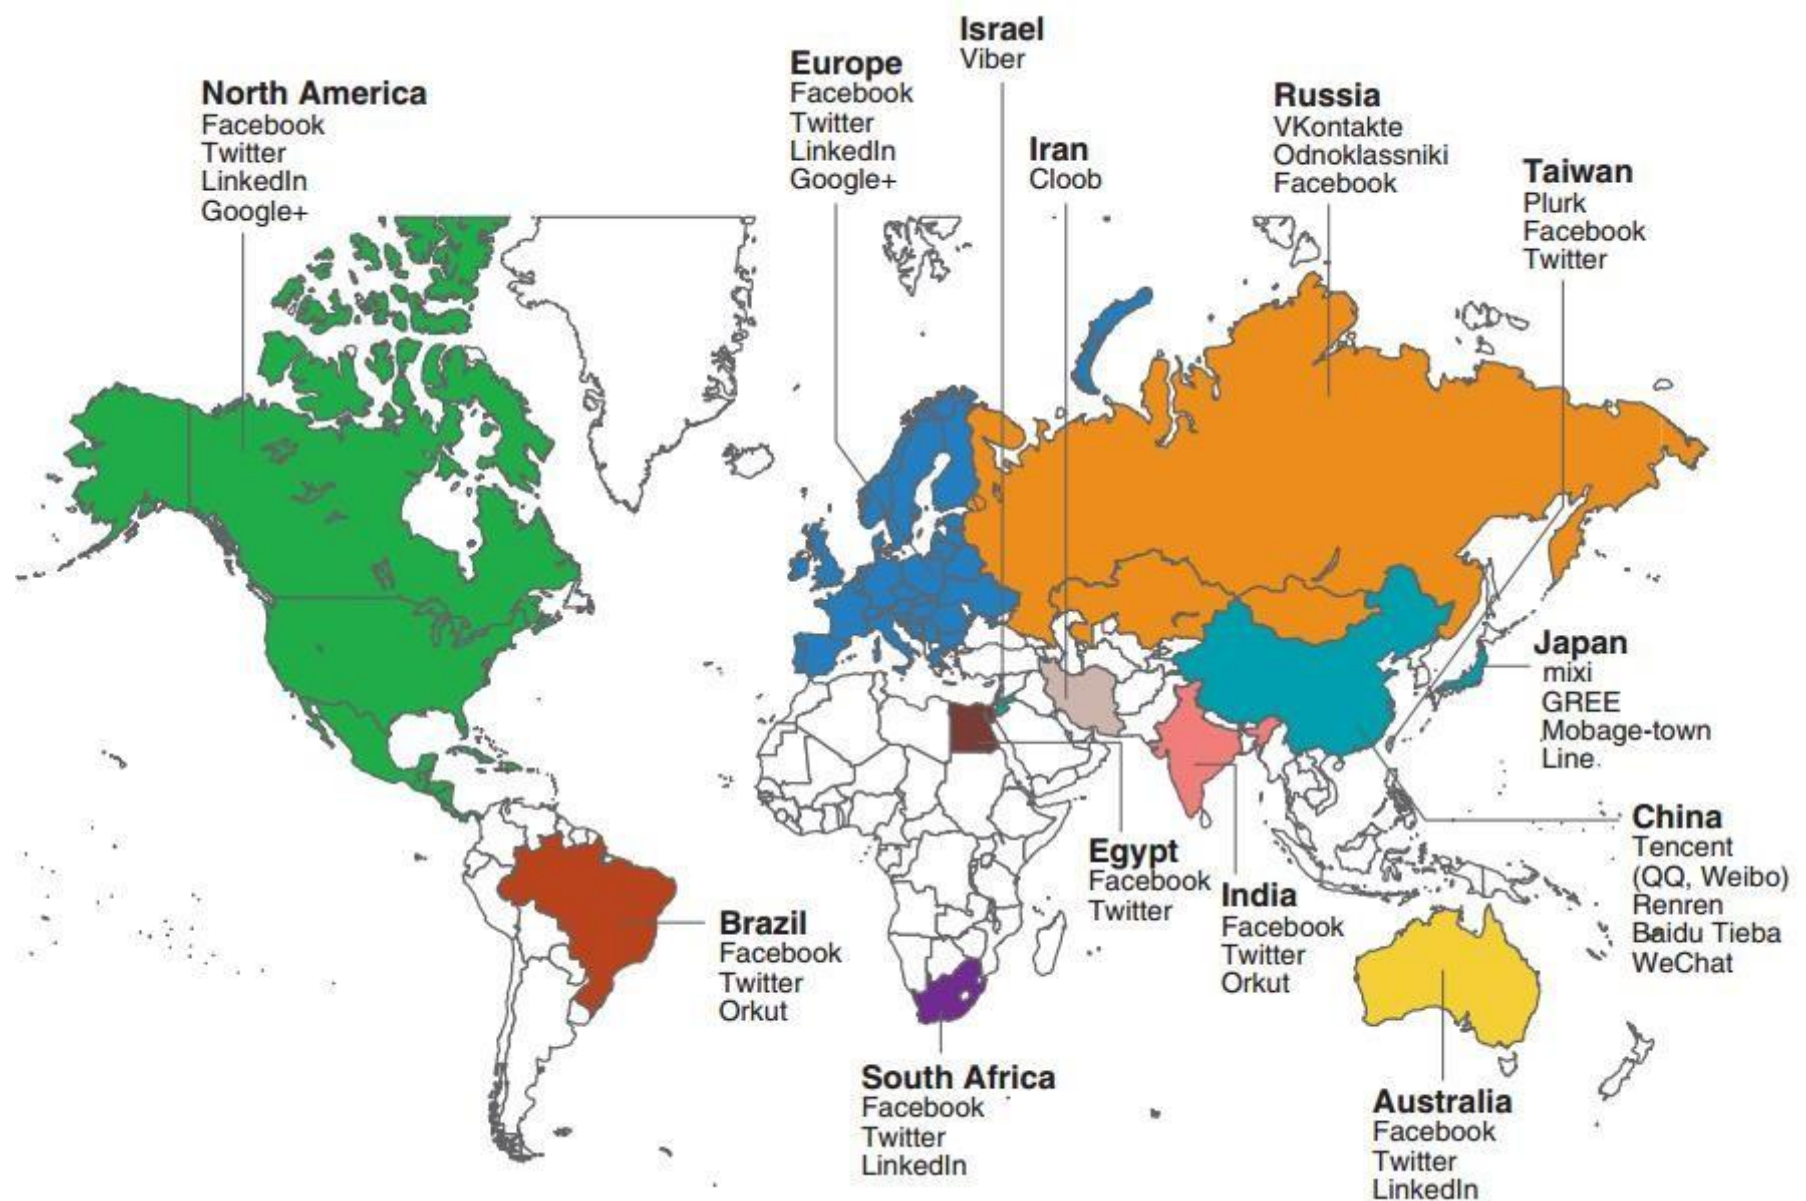 Israel
Viber
Europe
Facebook
Twitter
LinkedIn
Google+
North America
Facebook
Twitter
LinkedIn
Google+
Russia
VKontakte
Odnoklassniki
Facebook
Iran
Cloob
Taiwan
Plurk
Facebook
Twitter
Japan
mixi
GREE
Mobage-town
Line
China
Tencent
(QQ, Weibo)
Renren
Baidu Tieba
WeChat
Egypt
Facebook
Twitter
India
Facebook
Twitter
Orkut
Brazil
Facebook
Twitter
Orkut
South Africa
Facebook
Twitter
LinkedIn
Australia
Facebook
Twitter
LinkedIn